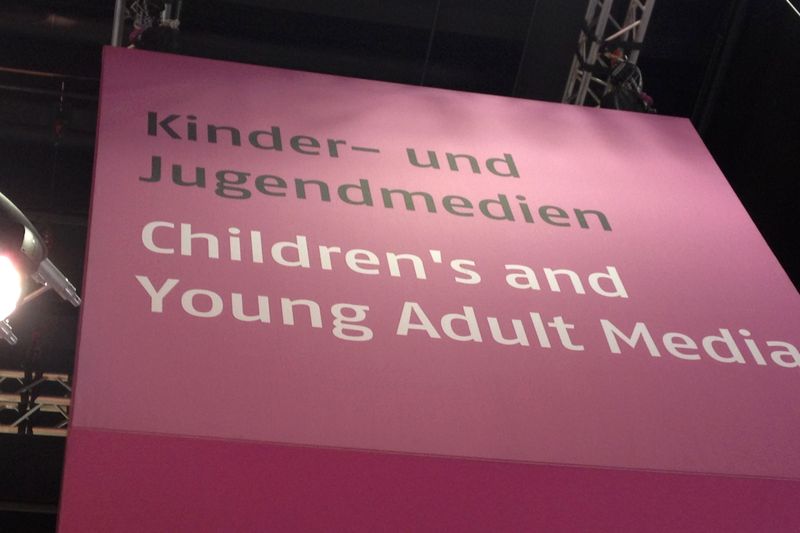 Kinder– und
Jugendmedien
Children's and
Young Adult Media